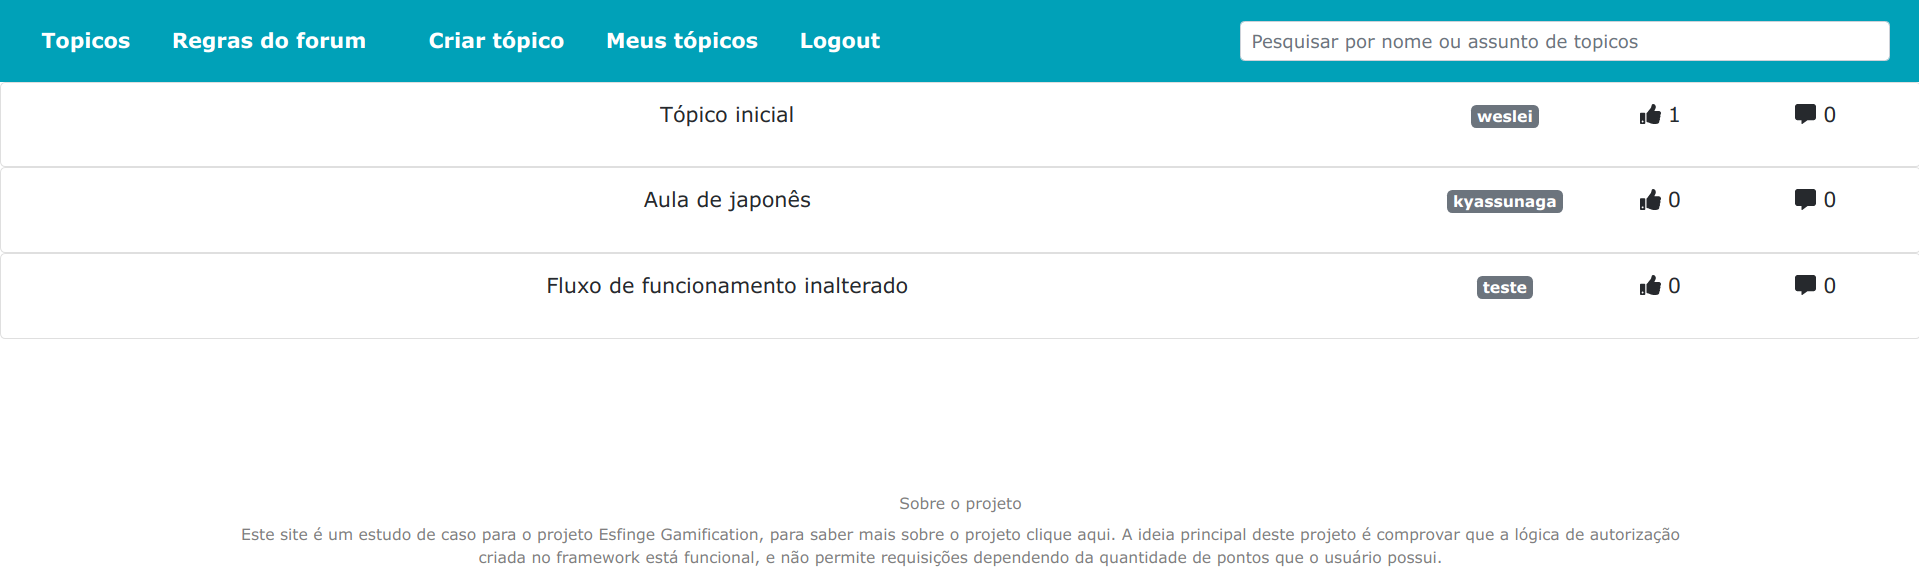 Topicos Regras do forum Criar tópico Meus tópicos Logout Pesquisar por nome ou assunto de topicos
Tópico inicial weslei 1 0
Aula de japonês kyassunaga 0 0
Fluxo de funcionamento inalterado teste 0 0
Sobre o projeto
Este site é um estudo de caso para o projeto Esfinge Gamification, para saber mais sobre o projeto clique aqui. A ideia principal deste projeto é comprovar que a lógica de autorização
criada no framework está funcional, e não permite requisições dependendo da quantidade de pontos que o usuário possui.